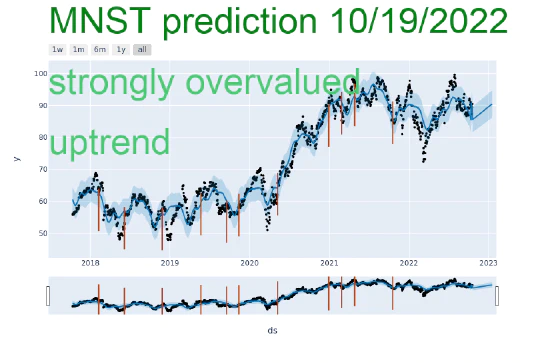 MNST prediction 10/19/2022
1w 1m 6m 1y all
strongly overvalued
uptrend
100
90
80
70
60
50
y
2018 2019 2020 2021 2022 2023
ds